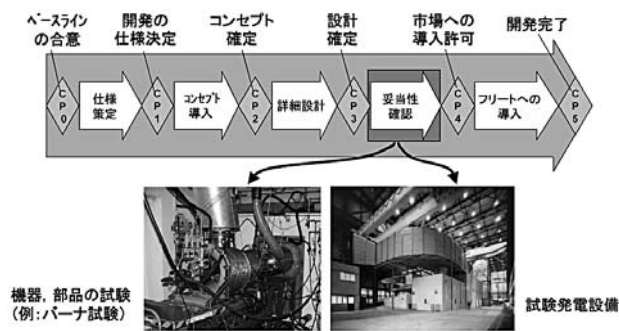 ベースライン
の合意
開発の
仕様決定
コンセプト
確定
設計
確定
市場への
導入許可
開発完了
CP0
仕様
策定
CP1
コンセプト
導入
CP2
詳細設計
CP3
妥当性
確認
CP4
フリートへの
導入
CP5
機器，部品の試験
（例：バーナ試験）
試験発電設備